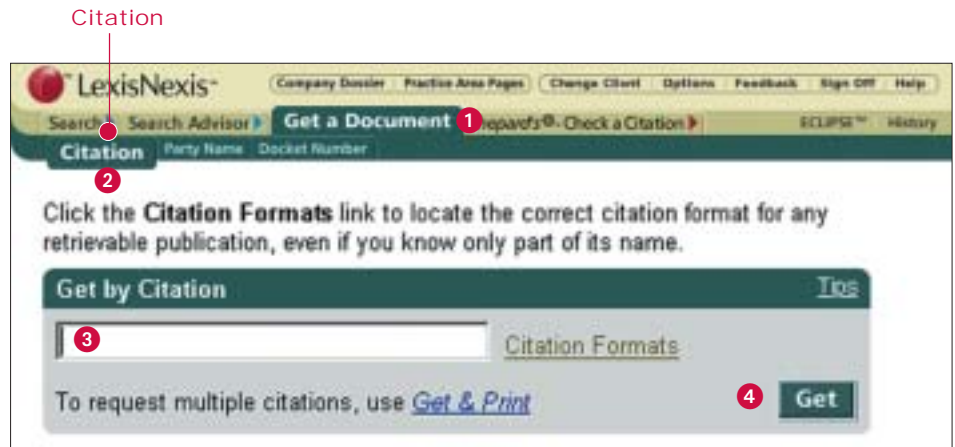 Citation
LexisNexis™ Company Dossier Practice Area Pages Change Client Options Feedback Sign Off Help
Search Search Advisor Get a Document 1 Shepard's® - Check a Citation ECLIPSE™ History
Citation Party Name Docket Number
2
Click the Citation Formats link to locate the correct citation format for any
retrievable publication, even if you know only part of its name.
Get by Citation Tips
3 Citation Formats
To request multiple citations, use Get & Print 4 Get